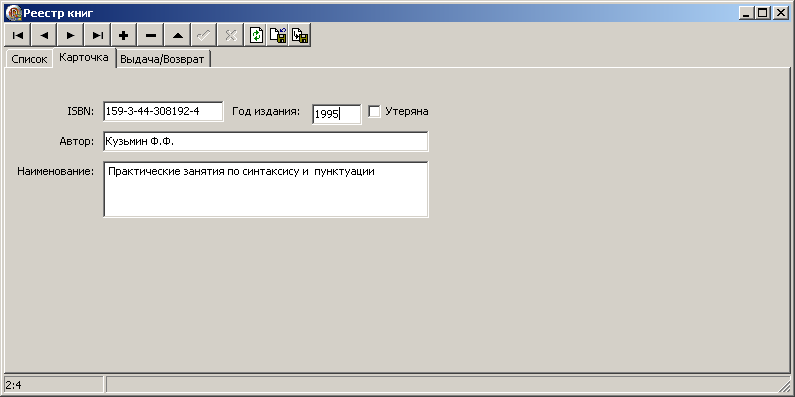 Реестр книг
Список Карточка Выдача/Возврат
ISBN: 159-3-44-308192-4 Год издания: 1995 Утеряна
Автор: Кузьмин Ф.Ф.
Наименование: Практические занятия по синтаксису и пунктуации
2:4